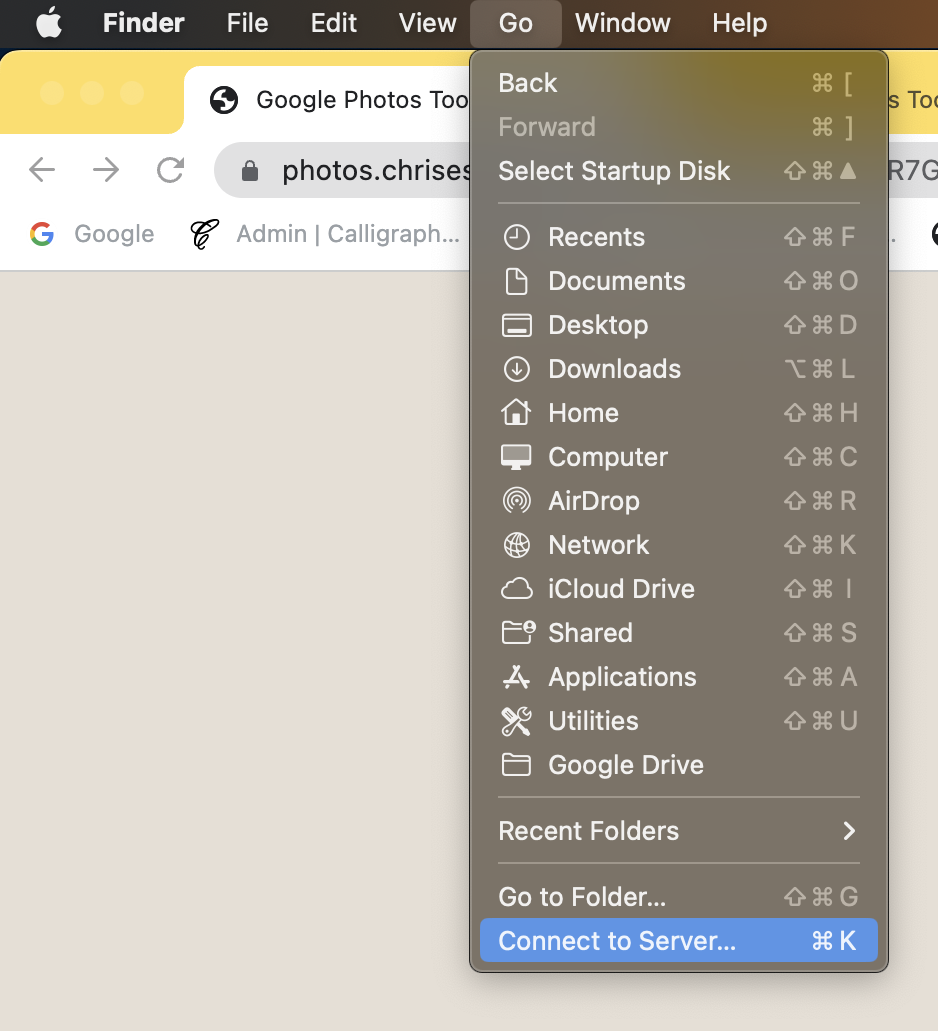 Finder File Edit View Go Window Help
Google Photos Too
s Too
photos.chrises
R7G
Google Admin | Calligraph...
Back ⌘ [
Forward ⌘ ]
Select Startup Disk ⇧⌘▲
Recents ⇧⌘F
Documents ⇧⌘O
Desktop ⇧⌘D
Downloads ⌥⌘L
Home ⇧⌘H
Computer ⇧⌘C
AirDrop ⇧⌘R
Network ⇧⌘K
iCloud Drive ⇧⌘I
Shared ⇧⌘S
Applications ⇧⌘A
Utilities ⇧⌘U
Google Drive
Recent Folders
Go to Folder... ⇧⌘G
Connect to Server... ⌘K